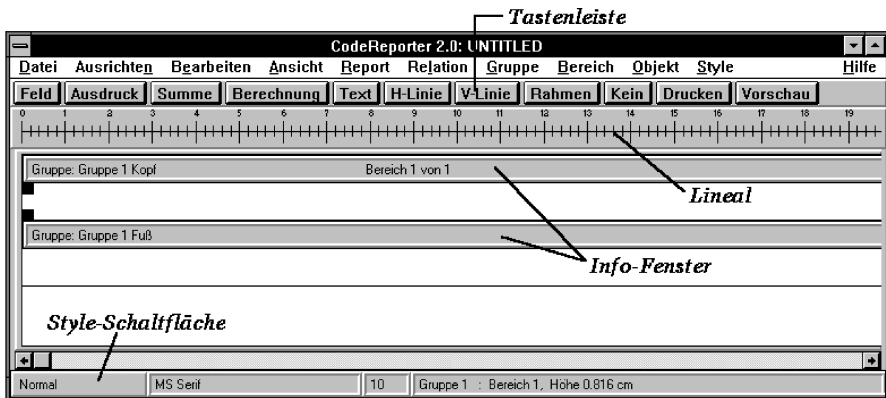 Tastenleiste
CodeReporter 2.0: UNTITLED
Datei Ausrichten Bearbeiten Ansicht Report Relation Gruppe Bereich Objekt Style Hilfe
Feld Ausdruck Summe Berechnung Text H-Linie V-Linie Rahmen Kein Drucken Vorschau
0 1 2 3 4 5 6 7 8 9 10 11 12 13 14 15 16 17 18 19
Gruppe: Gruppe 1 Kopf Bereich 1 von 1
Lineal
Gruppe: Gruppe 1 Fuß
Info-Fenster
Style-Schaltfläche
Normal MS Serif 10 Gruppe 1 : Bereich 1, Höhe 0.816 cm